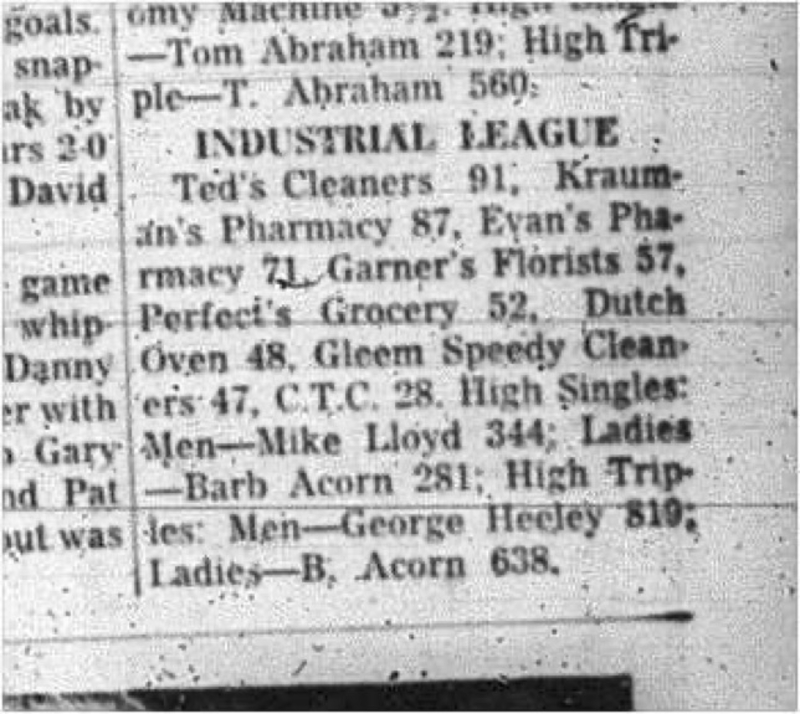 goals.
snap-
ak by
rs 2-0
David
game
whip-
Danny
er with
Gary
nd Pat
out was
omy Machine High
—Tom Abraham 219; High Tri-
ple—T. Abraham 560.
INDUSTRIAL LEAGUE
Ted's Cleaners 91, Kraum-
an's Pharmacy 87, Evan's Pha-
rmacy 71, Garner's Florists 57,
Perfect's Grocery 52, Dutch
Oven 48, Gleem Speedy Clean-
ers 47, C.T.C. 28. High Singles:
Men—Mike Lloyd 344; Ladies
—Barb Acorn 281; High Trip-
les: Men—George Heeley 819;
Ladies—B. Acorn 638.